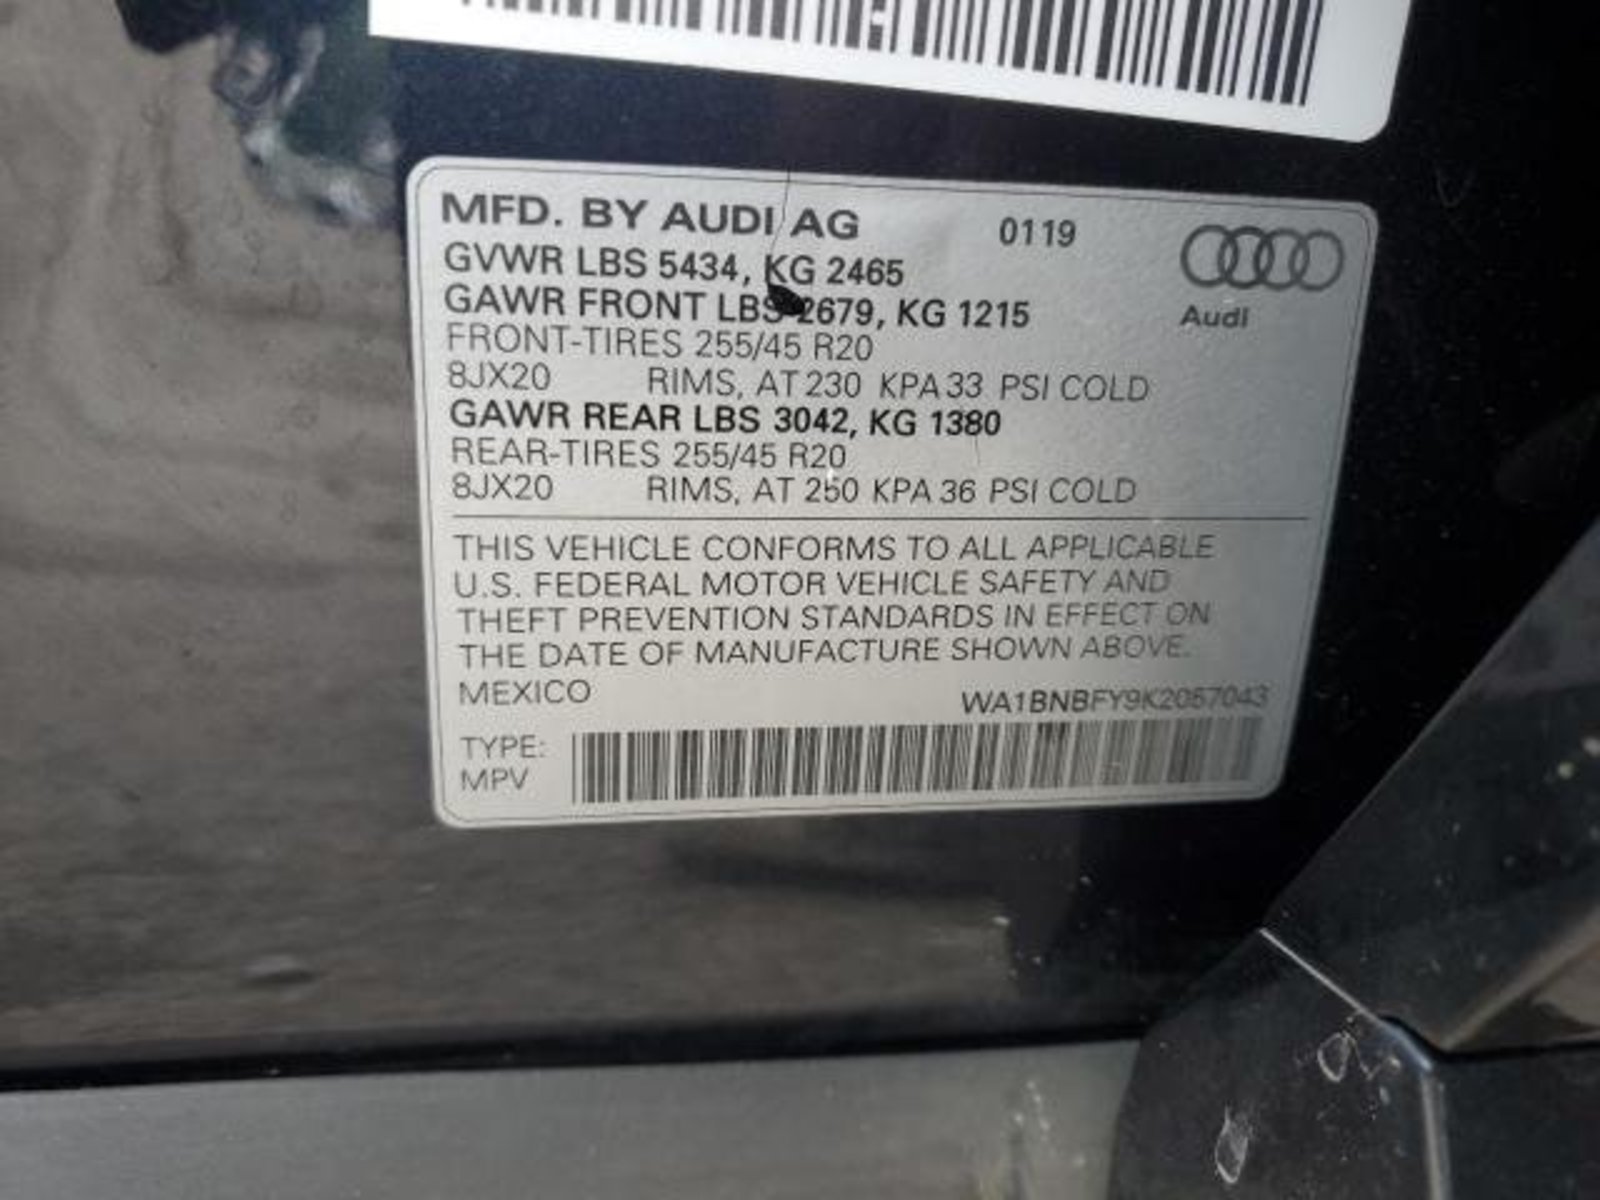 MFD. BY AUDI AG 0119
GVWR LBS 5434, KG 2465
GAWR FRONT LBS 2679, KG 1215
Audi
FRONT-TIRES 255/45 R20
8JX20 RIMS, AT 230 KPA 33 PSI COLD
GAWR REAR LBS 3042, KG 1380
REAR-TIRES 255/45 R20
8JX20 RIMS, AT 250 KPA 36 PSI COLD
THIS VEHICLE CONFORMS TO ALL APPLICABLE
U.S. FEDERAL MOTOR VEHICLE SAFETY AND
THEFT PREVENTION STANDARDS IN EFFECT ON
THE DATE OF MANUFACTURE SHOWN ABOVE.
MEXICO WA1BNBFY9K2057043
TYPE:
MPV